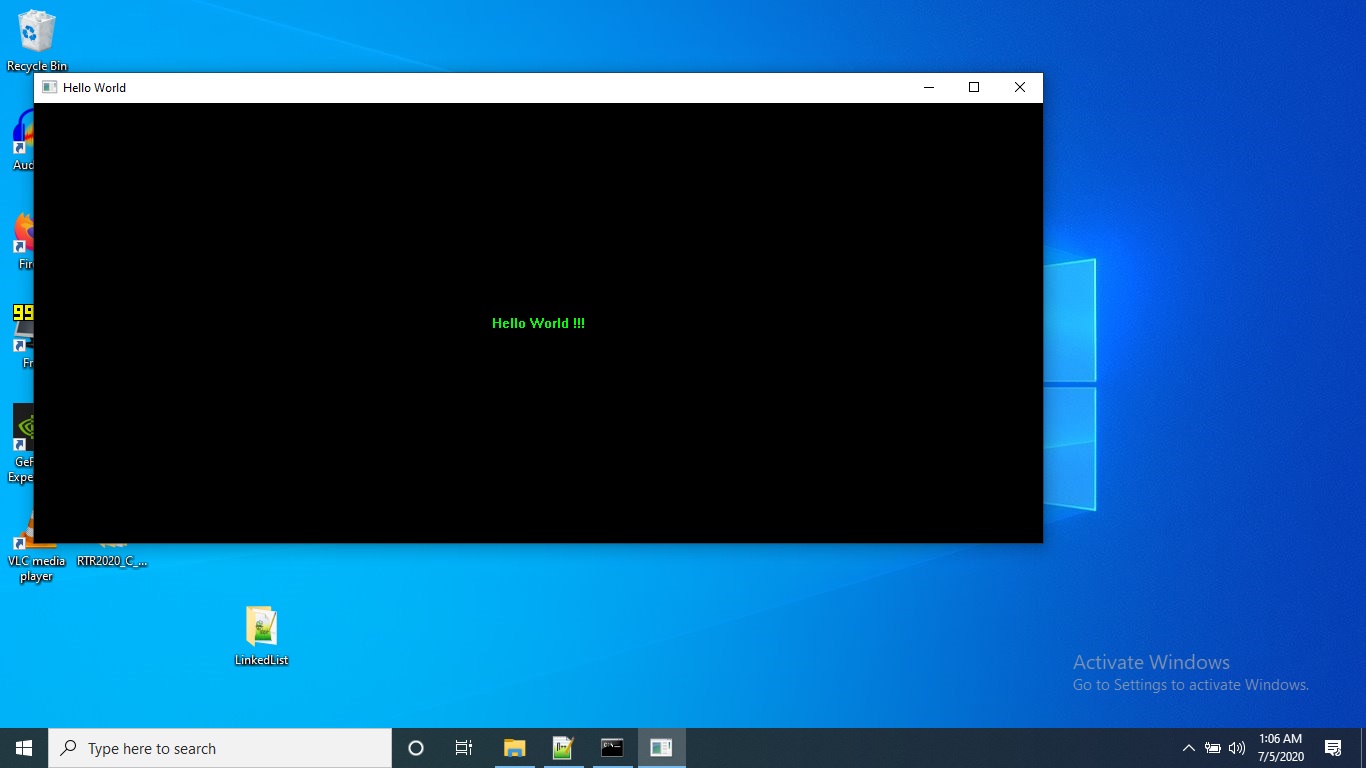 Recycle Bin
Hello World
Aud
Fir
99
Fr
GeF
Expe
Hello World !!!
VLC media
player
RTR2020_C_...
LinkedList
Activate Windows
Go to Settings to activate Windows.
Type here to search
1:06 AM
7/5/2020